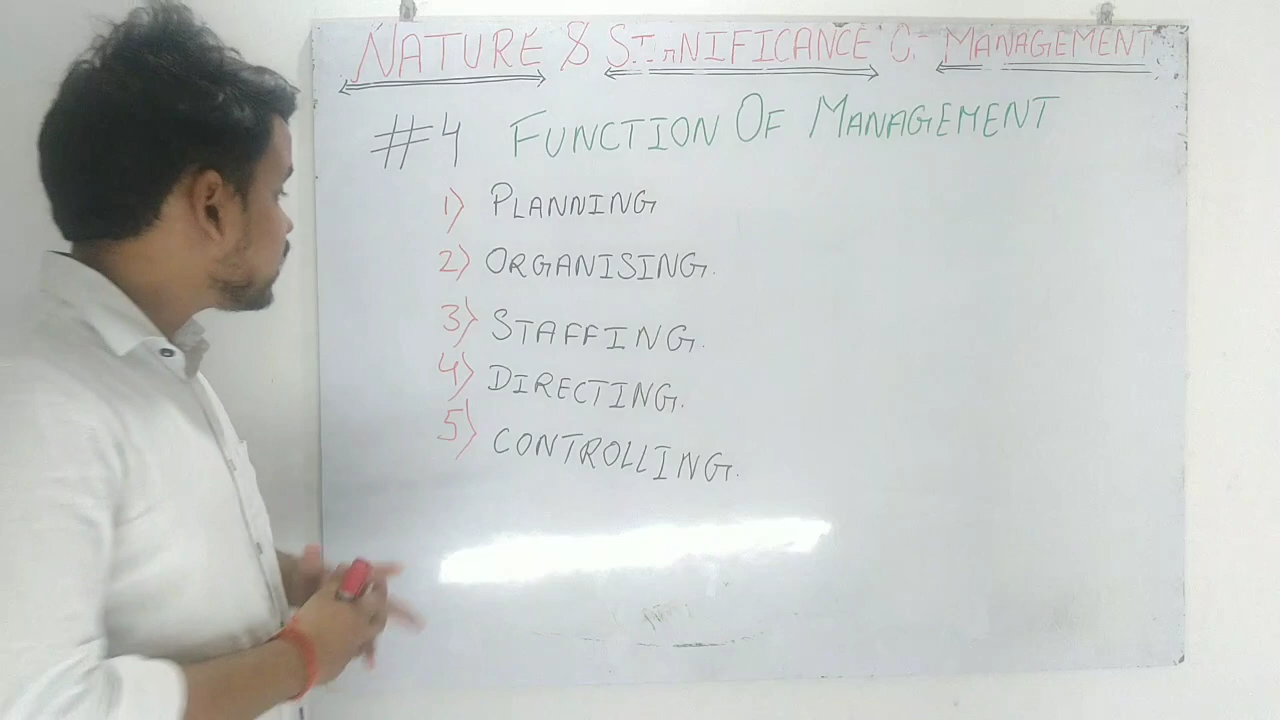 NATURE & SIGNIFICANCE OF MANAGEMENT
#4 FUNCTION OF MANAGEMENT
1) PLANNING
2) ORGANISING.
3) STAFFING.
4) DIRECTING.
5) CONTROLLING.